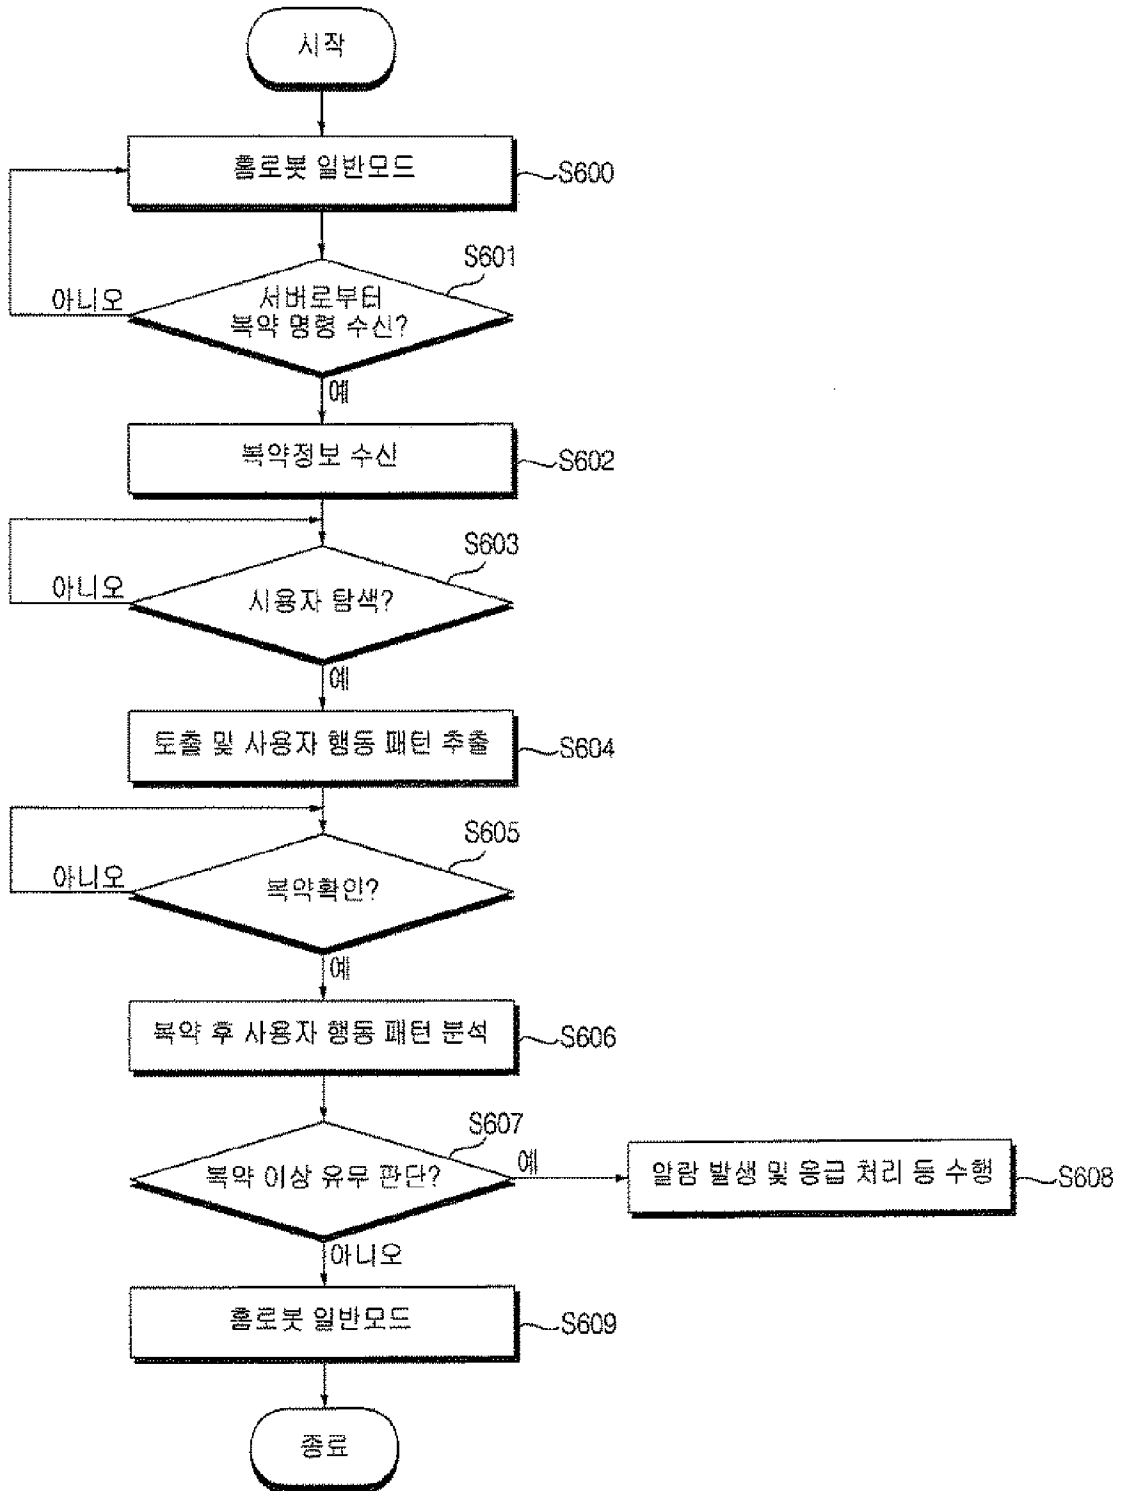 시작
홈로봇 일반모드
S600
S601
서버로부터
복약 명령 수신?
아니오
예
복약정보 수신
S602
S603
시용자 탐색?
아니오
예
토출 및 사용자 행동 패턴 추출
S604
S605
복약확인?
아니오
예
복약 후 사용자 행동 패턴 분석
S606
S607
복약 이상 유무 판단?
예
알람 발생 및 응급 처리 등 수행
S608
아니오
홈로봇 일반모드
S609
종료